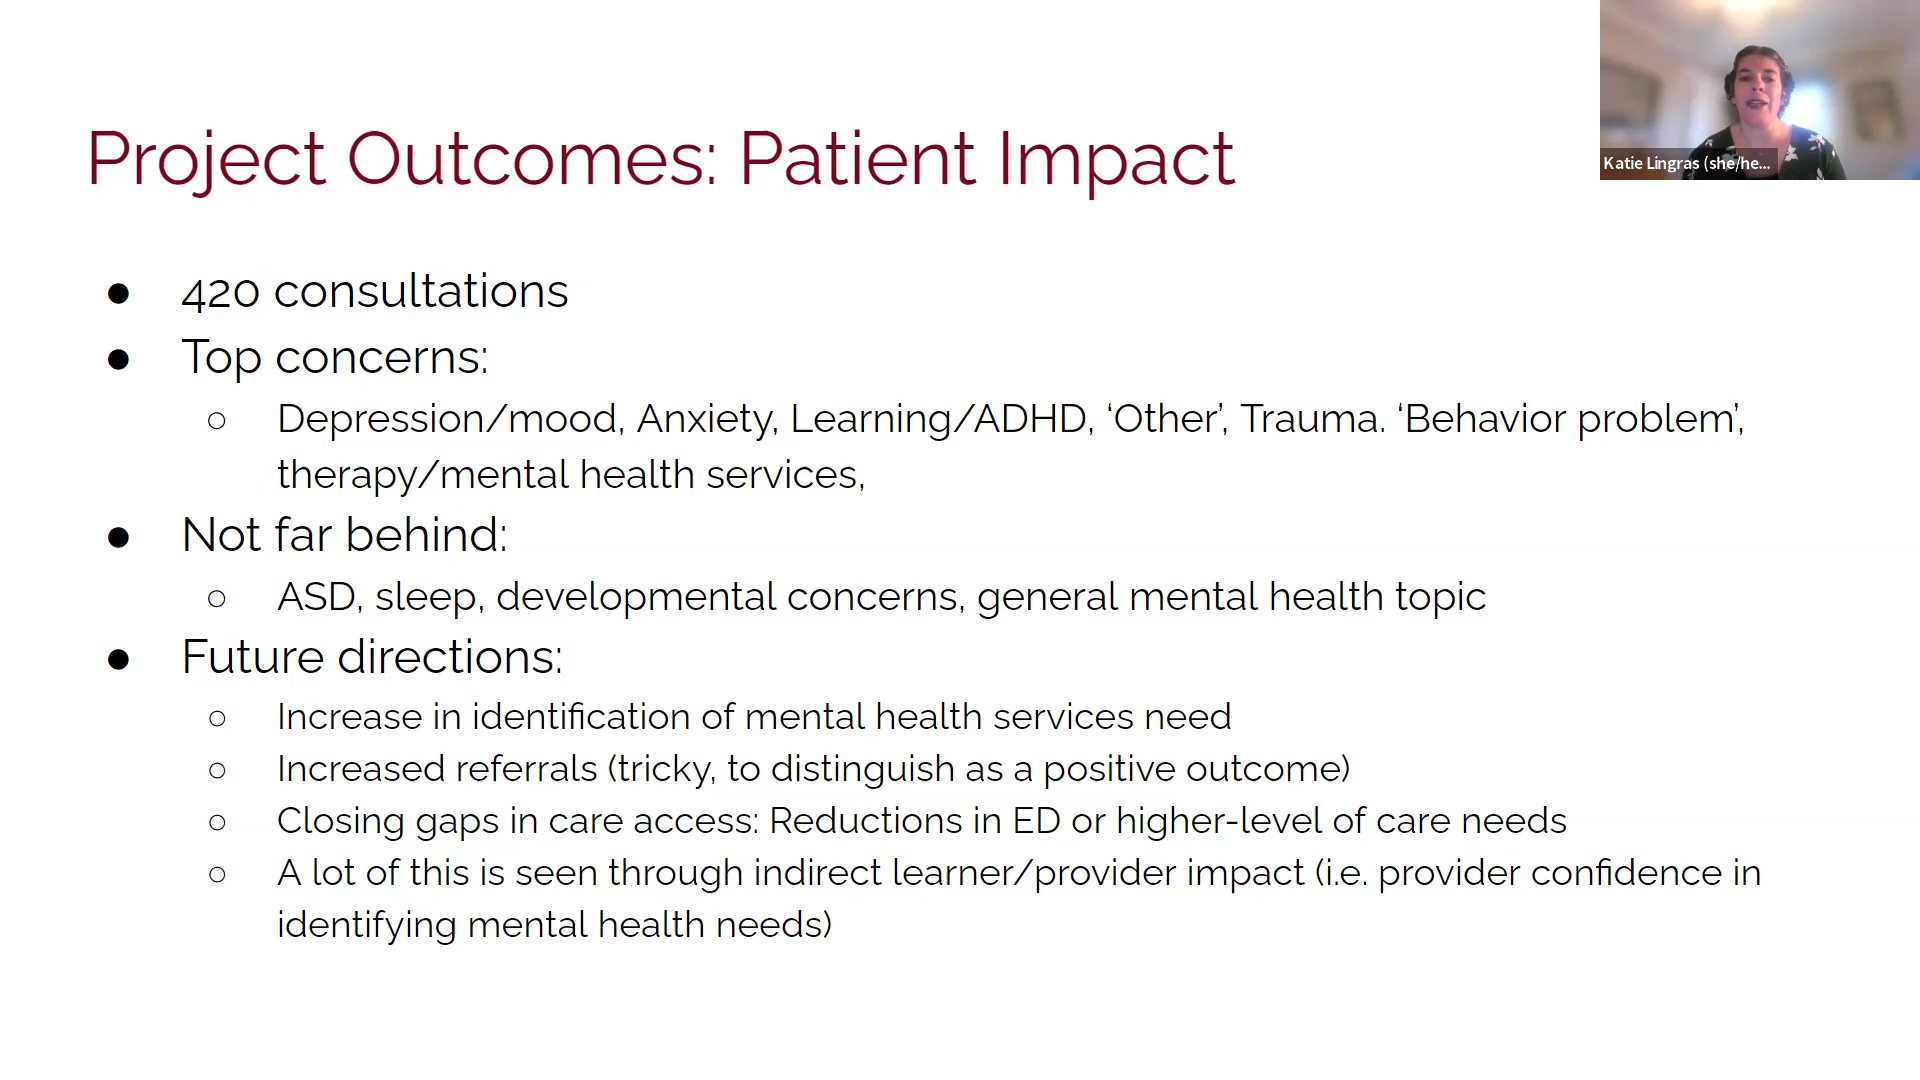 Project Outcomes: Patient Impact
Katie Lingras (she/he...
● 420 consultations
● Top concerns:
○ Depression/mood, Anxiety, Learning/ADHD, ‘Other’, Trauma. ‘Behavior problem’,
therapy/mental health services,
● Not far behind:
○ ASD, sleep, developmental concerns, general mental health topic
● Future directions:
○ Increase in identification of mental health services need
○ Increased referrals (tricky, to distinguish as a positive outcome)
○ Closing gaps in care access: Reductions in ED or higher-level of care needs
○ A lot of this is seen through indirect learner/provider impact (i.e. provider confidence in
identifying mental health needs)